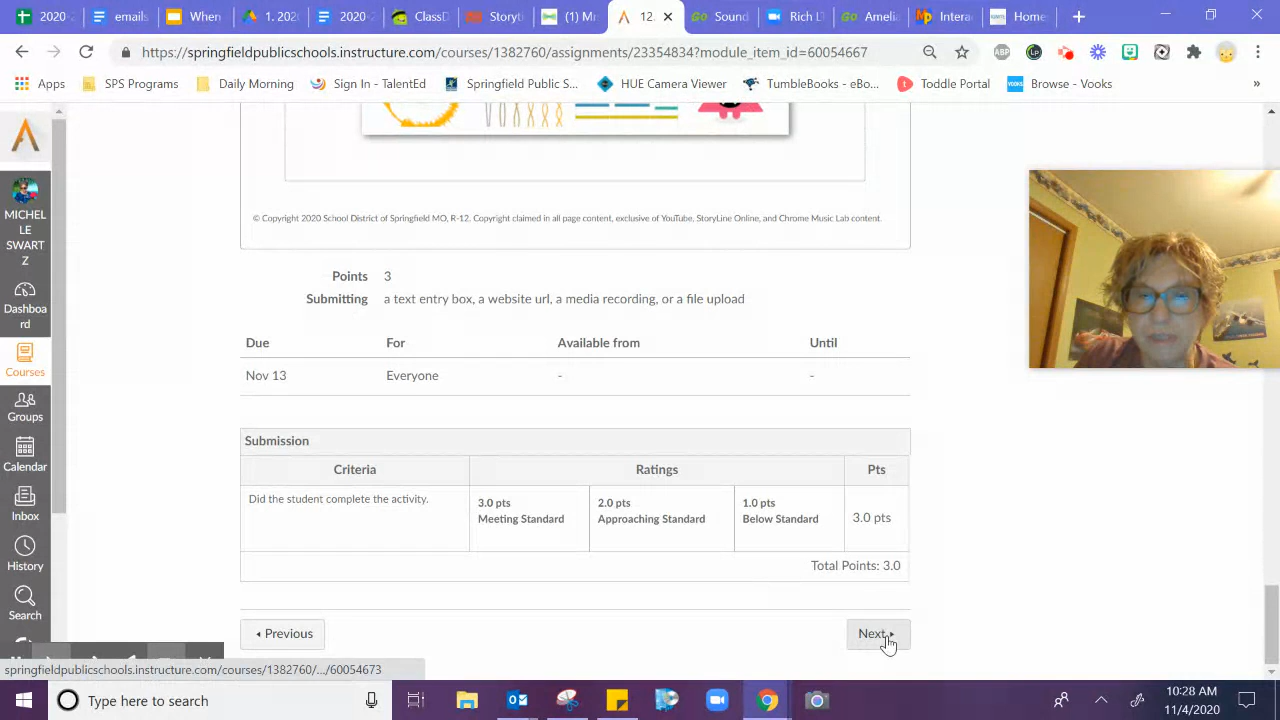 2020
emails
When
1. 202
2020 -
ClassD
Storyt
(1) Mr
12.
Sound
Rich L
Amelia
Intera
Home
https://springfieldpublicschools.instructure.com/courses/1382760/assignments/23354834?module_item_id=60054667
Apps
SPS Programs
Daily Morning
Sign In - TalentEd
Springfield Public S...
HUE Camera Viewer
TumbleBooks - eBo...
Toddle Portal
Browse - Vooks
»
MICHEL
LE
SWART
Z
Dashboa
rd
Courses
Groups
Calendar
Inbox
History
Search
© Copyright 2020 School District of Springfield MO, R-12. Copyright claimed in all page content, exclusive of YouTube, StoryLine Online, and Chrome Music Lab content.
Points 3
Submitting a text entry box, a website url, a media recording, or a file upload
Due For Available from Until
Nov 13 Everyone - -
Submission
Criteria Ratings Pts
Did the student complete the activity.
3.0 pts
Meeting Standard
2.0 pts
Approaching Standard
1.0 pts
Below Standard
3.0 pts
Total Points: 3.0
Previous
Next
springfieldpublicschools.instructure.com/courses/1382760/.../60054673
Type here to search
10:28 AM
11/4/2020